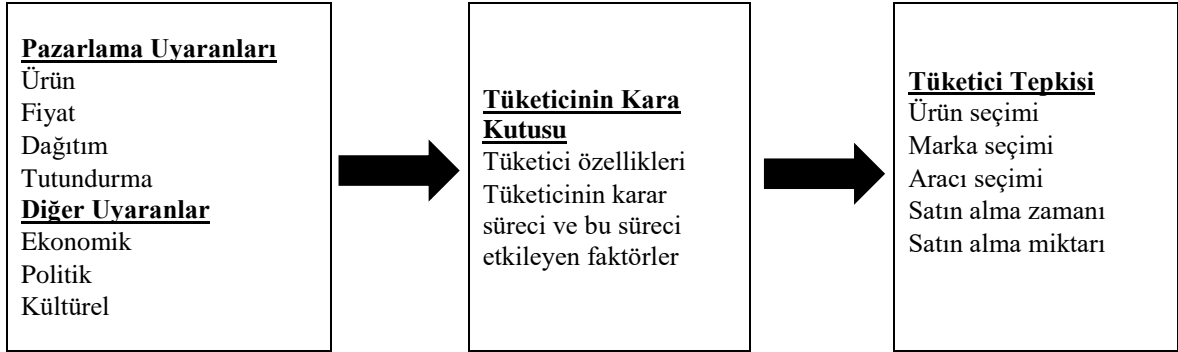 Pazarlama Uyaranları
Ürün
Fiyat
Dağıtım
Tutundurma
Diğer Uyaranlar
Ekonomik
Politik
Kültürel
Tüketicinin Kara
Kutusu
Tüketici özellikleri
Tüketicinin karar
süreci ve bu süreci
etkileyen faktörler
Tüketici Tepkisi
Ürün seçimi
Marka seçimi
Aracı seçimi
Satın alma zamanı
Satın alma miktarı